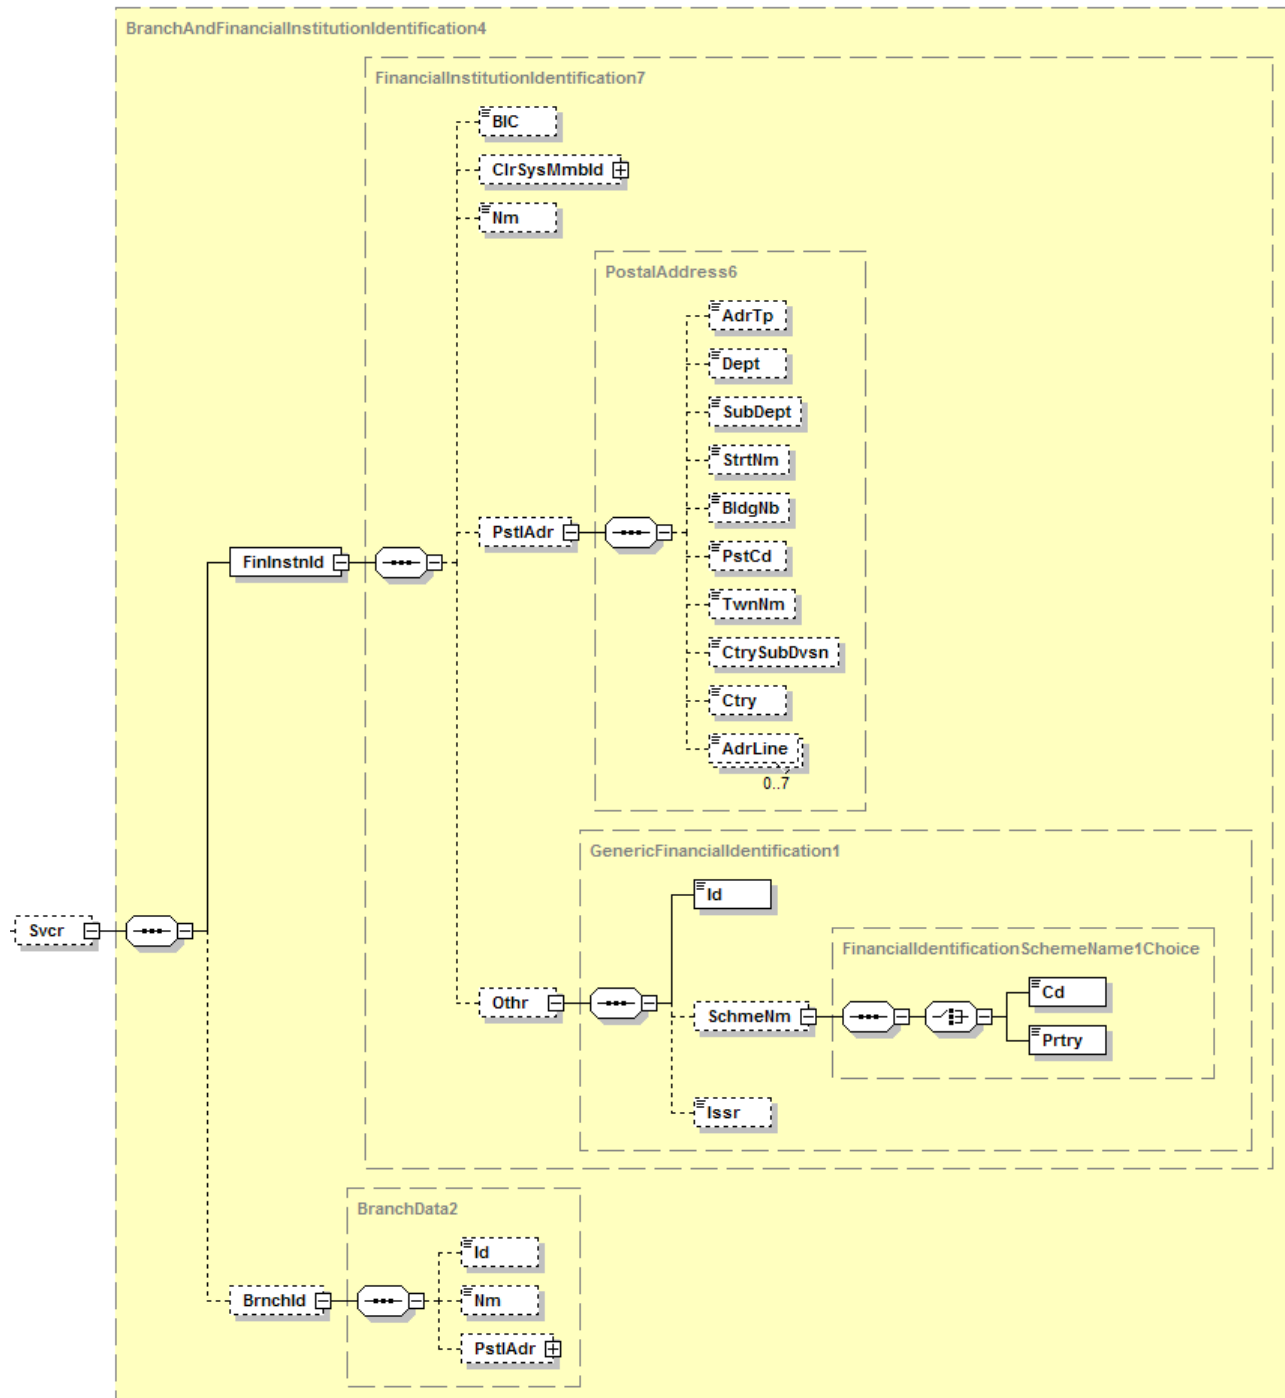 BranchAndFinancialInstitutionIdentification4
FinancialInstitutionIdentification7
BIC
ClrSysMmbId
Nm
PostalAddress6
AdrTp
Dept
SubDept
StrtNm
BldgNb
PstlAdr
PstCd
FinInstnId
TwnNm
CtrySubDvsn
Ctry
AdrLine
0..7
GenericFinancialIdentification1
Id
Svcr
FinancialIdentificationSchemeName1Choice
Cd
Othr
SchmeNm
Prtry
Issr
BranchData2
Id
BrnchId
Nm
PstlAdr